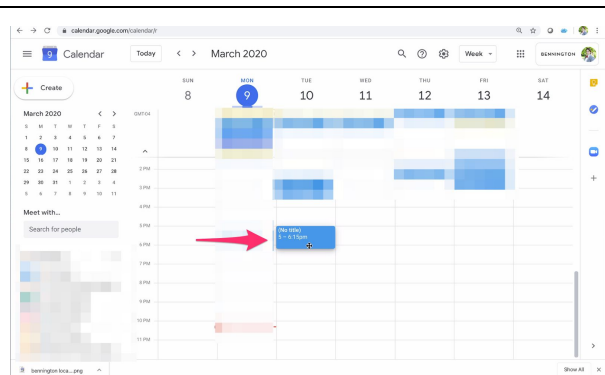 calendar.google.com/calendar/r
9 Calendar
Today
March 2020
Week
BENNINGTON
Create
SUN MON TUE WED THU FRI SAT
8 9 10 11 12 13 14
March 2020
S M T W T F S
1 2 3 4 5 6 7
8 9 10 11 12 13 14
15 16 17 18 19 20 21
22 23 24 25 26 27 28
29 30 31 1 2 3 4
5 6 7 8 9 10 11
GMT-04
2 PM
3 PM
4 PM
5 PM
6 PM
7 PM
8 PM
9 PM
10 PM
11 PM
(No title)
5 – 6:15pm
Meet with...
Search for people
bennington loca....png
Show All